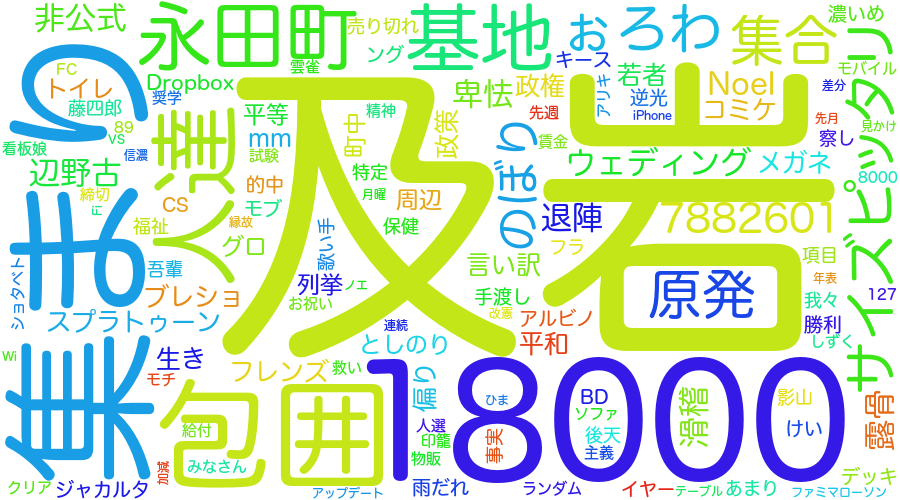 非公式
永田町
売り切れ
基地
おろわ
集合
濃いめ
サイズピッタリ
FC
トイレ
雲雀
Dropbox
ング
キース
若者
Noel
モバイル
奨学
卑怯
政権
逆光
コミケ
アリキ
差分
藤四郎
平等
精神
先週
iPhone
先月
見かけ
89
VS
mm
町中
政策
賃金
察し
看板娘
信濃
試験
人達
及岩
のぼり
ウェディング
メガネ
8000
辺野古
特定
的中
月曜
締切
CS
モブ
周辺
退陣
7882601
FF
福祉
縁故
保健
歌い手
フラ
集まり
グロ
言い訳
項目
ショタベト
吾輩
列挙
ノエ
手渡し
原発
我々
年表
ブレショ
お祝い
127
スプラトゥーン
連続
改憲
アルビノ
勝利
としのり
平和
しずく
Wi
生き
フレンズ
救い
モチ
包囲
18000
偏り
ひま
BD
滑稽
影山
露骨
ソファ
給付
人選
印籠
事実
後天
けい
みなさん
物販
主義
クリア
ジャカルタ
加減
アップデート
雨だれ
ランダム
イヤー
テーブル
あまり
デッキ
ファミマローソン